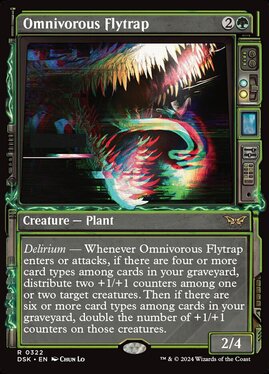 Omnivorous Flytrap 2
Creature — Plant
Delirium — Whenever Omnivorous Flytrap
enters or attacks, if there are four or more
card types among cards in your graveyard,
distribute two +1/+1 counters among one
or two target creatures. Then if there are
six or more card types among cards in your
graveyard, double the number of +1/+1
counters on those creatures.
2/4
R 0322
DSK • EN Chun Lo
™ & © 2024 Wizards of the Coast